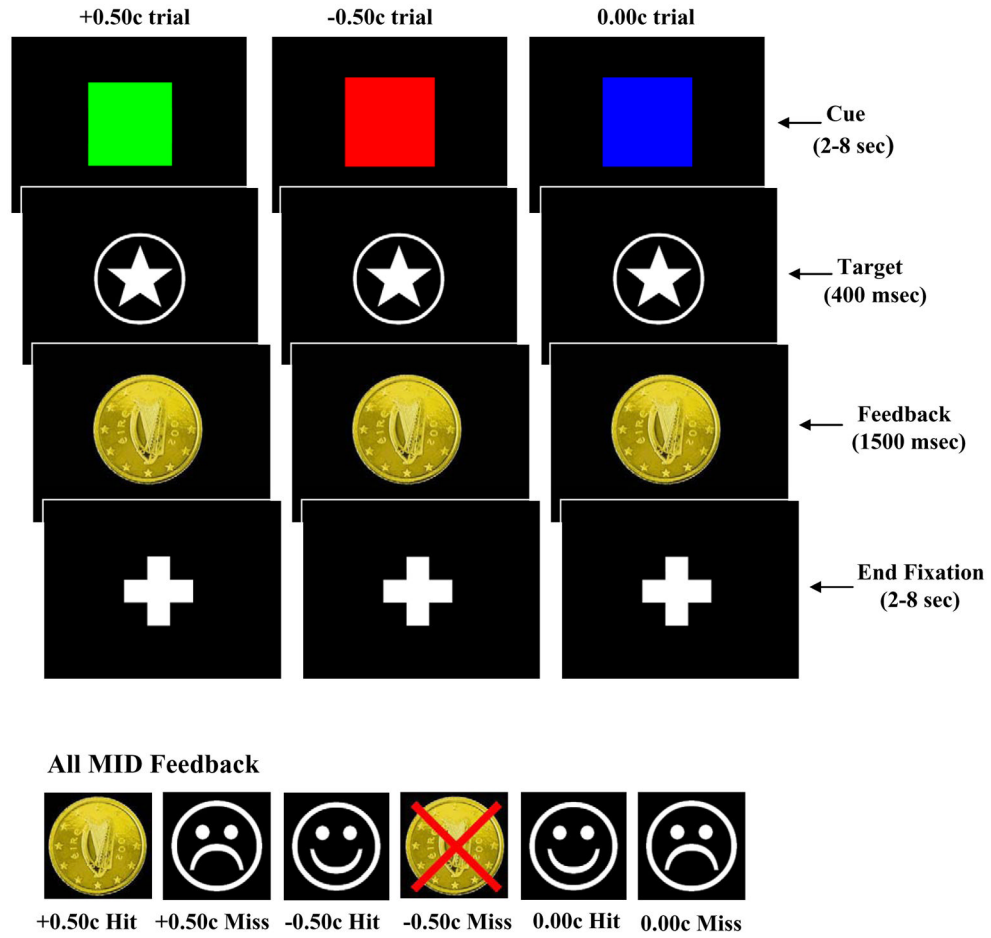 +0.50c trial
-0.50c trial
0.00c trial
Cue
(2-8 sec)
Target
(400 msec)
Feedback
(1500 msec)
End Fixation
(2-8 sec)
All MID Feedback
+0.50c Hit
+0.50c Miss
-0.50c Hit
-0.50c Miss
0.00c Hit
0.00c Miss